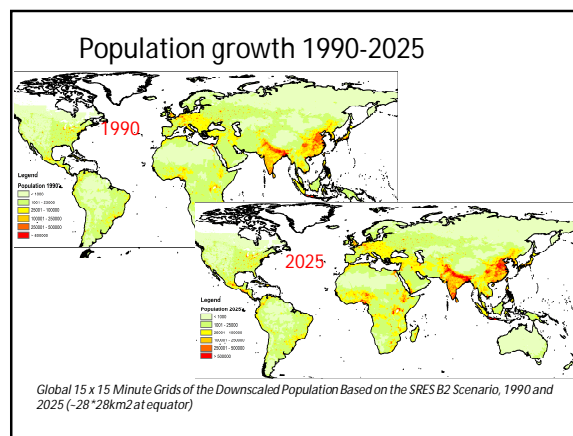 Population growth 1990-2025
1990
Legend
Population 1990
< 1000
1001 - 25000
25001 - 100000
100001 - 250000
250001 - 500000
> 500000
2025
Legend
Population 2025
< 1000
1001 - 25000
25001 - 100000
100001 - 250000
250001 - 500000
> 500000
Global 15 x 15 Minute Grids of the Downscaled Population Based on the SRES B2 Scenario, 1990 and
2025 (~28*28km2 at equator)